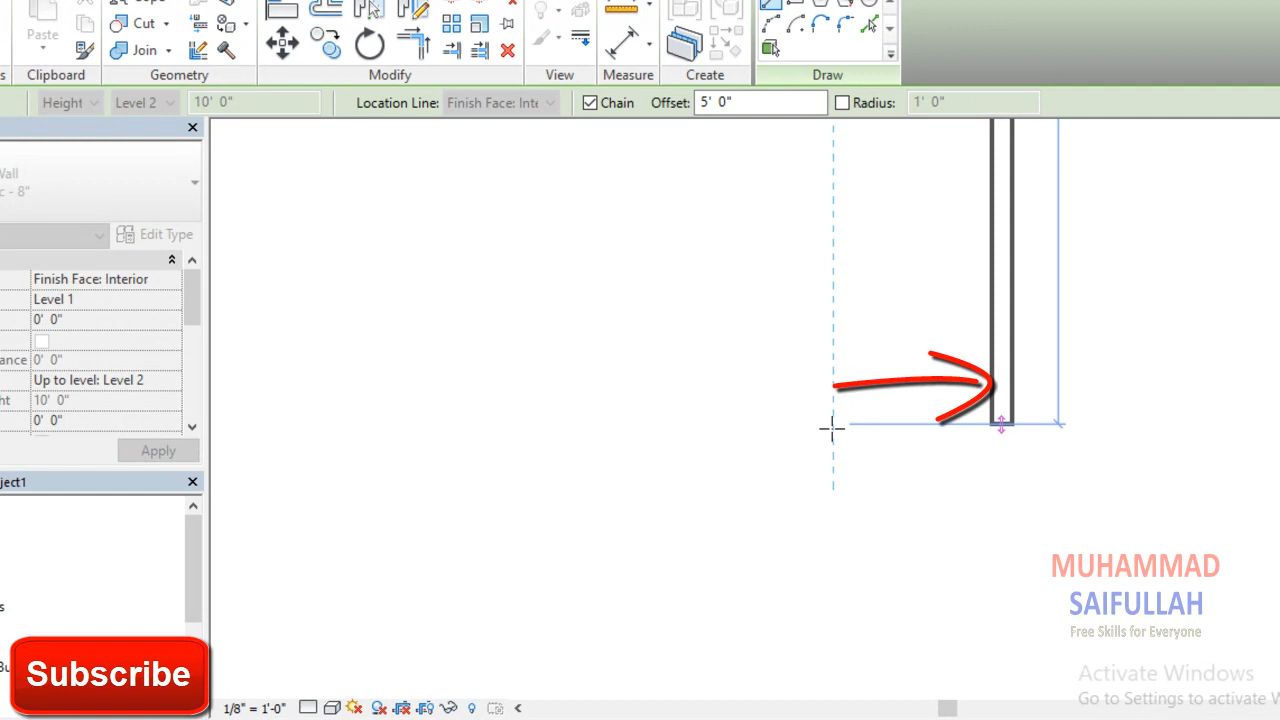 Paste
Cut
Join
s
Clipboard
Geometry
Modify
View
Measure
Create
Draw
Height
Level 2
10' 0"
Location Line:
Finish Face: Inte
Chain
Offset:
5' 0"
Radius:
1' 0"
Wall
c - 8"
Edit Type
Finish Face: Interior
Level 1
0' 0"
ance
0' 0"
Up to level: Level 2
ht
10' 0"
0' 0"
Apply
ject1
s
Subscribe
1/8" = 1'-0"
MUHAMMAD
SAIFULLAH
Free Skills for Everyone
Activate Windows
Go to Settings to activate W